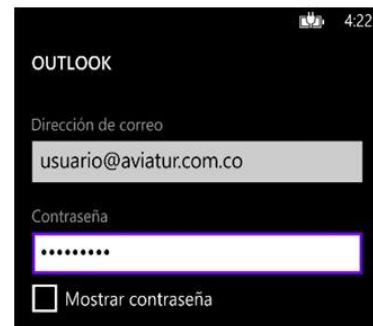 4:22
OUTLOOK
Dirección de correo
usuario@aviatur.com.co
Contraseña
•••••••••
Mostrar contraseña